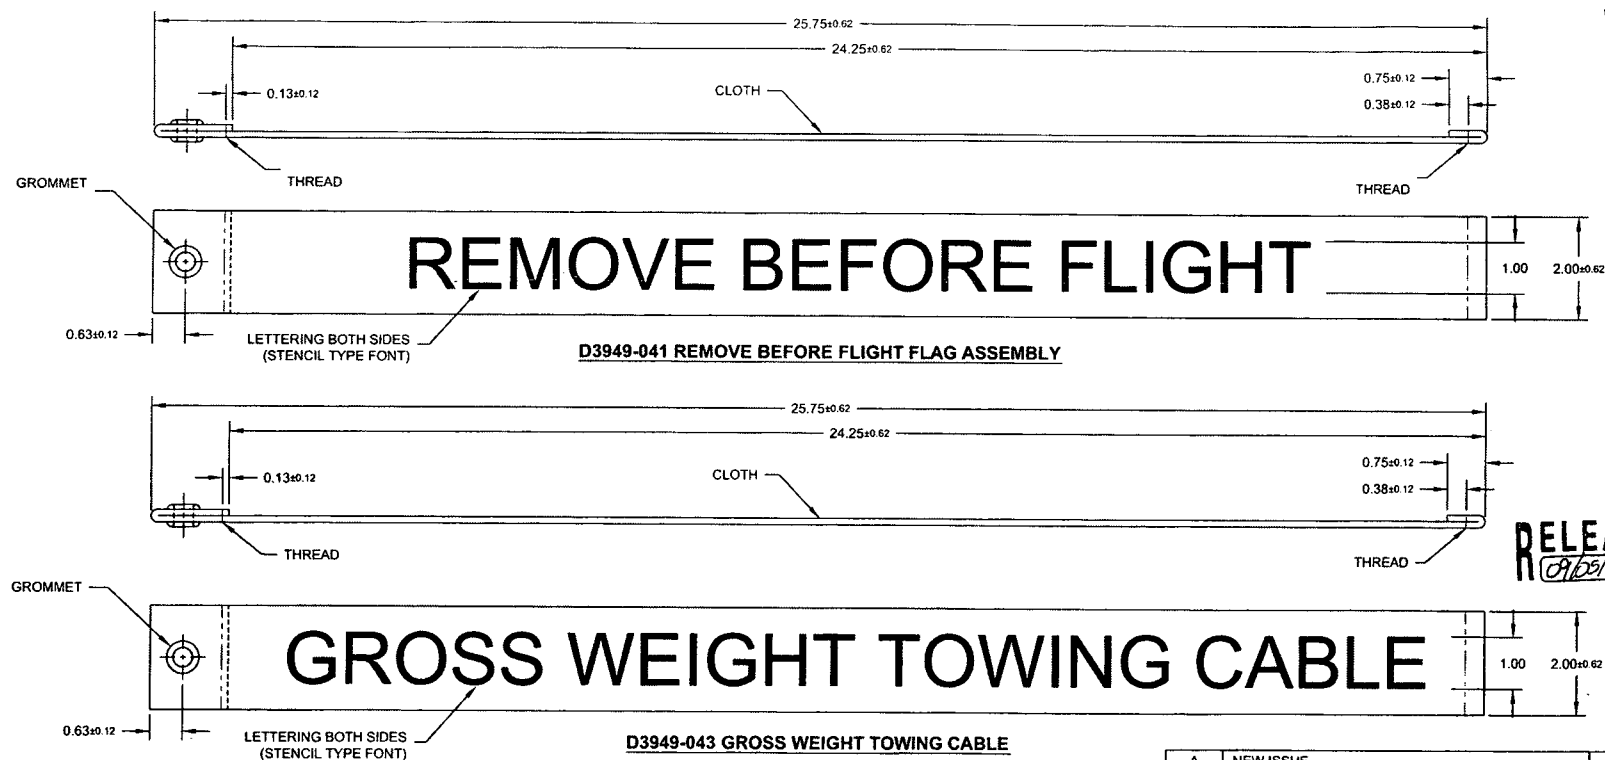 25.75±0.62
24.25±0.62
0.13±0.12
CLOTH
0.75±0.12
0.38±0.12
THREAD
THREAD
GROMMET
REMOVE BEFORE FLIGHT
1.00
2.00±0.62
0.63±0.12
LETTERING BOTH SIDES
(STENCIL TYPE FONT)
D3949-041 REMOVE BEFORE FLIGHT FLAG ASSEMBLY
25.75±0.62
24.25±0.62
0.13±0.12
CLOTH
0.75±0.12
0.38±0.12
THREAD
THREAD
GROMMET
GROSS WEIGHT TOWING CABLE
1.00
2.00±0.62
0.63±0.12
LETTERING BOTH SIDES
(STENCIL TYPE FONT)
D3949-043 GROSS WEIGHT TOWING CABLE
A NEW ISSUE